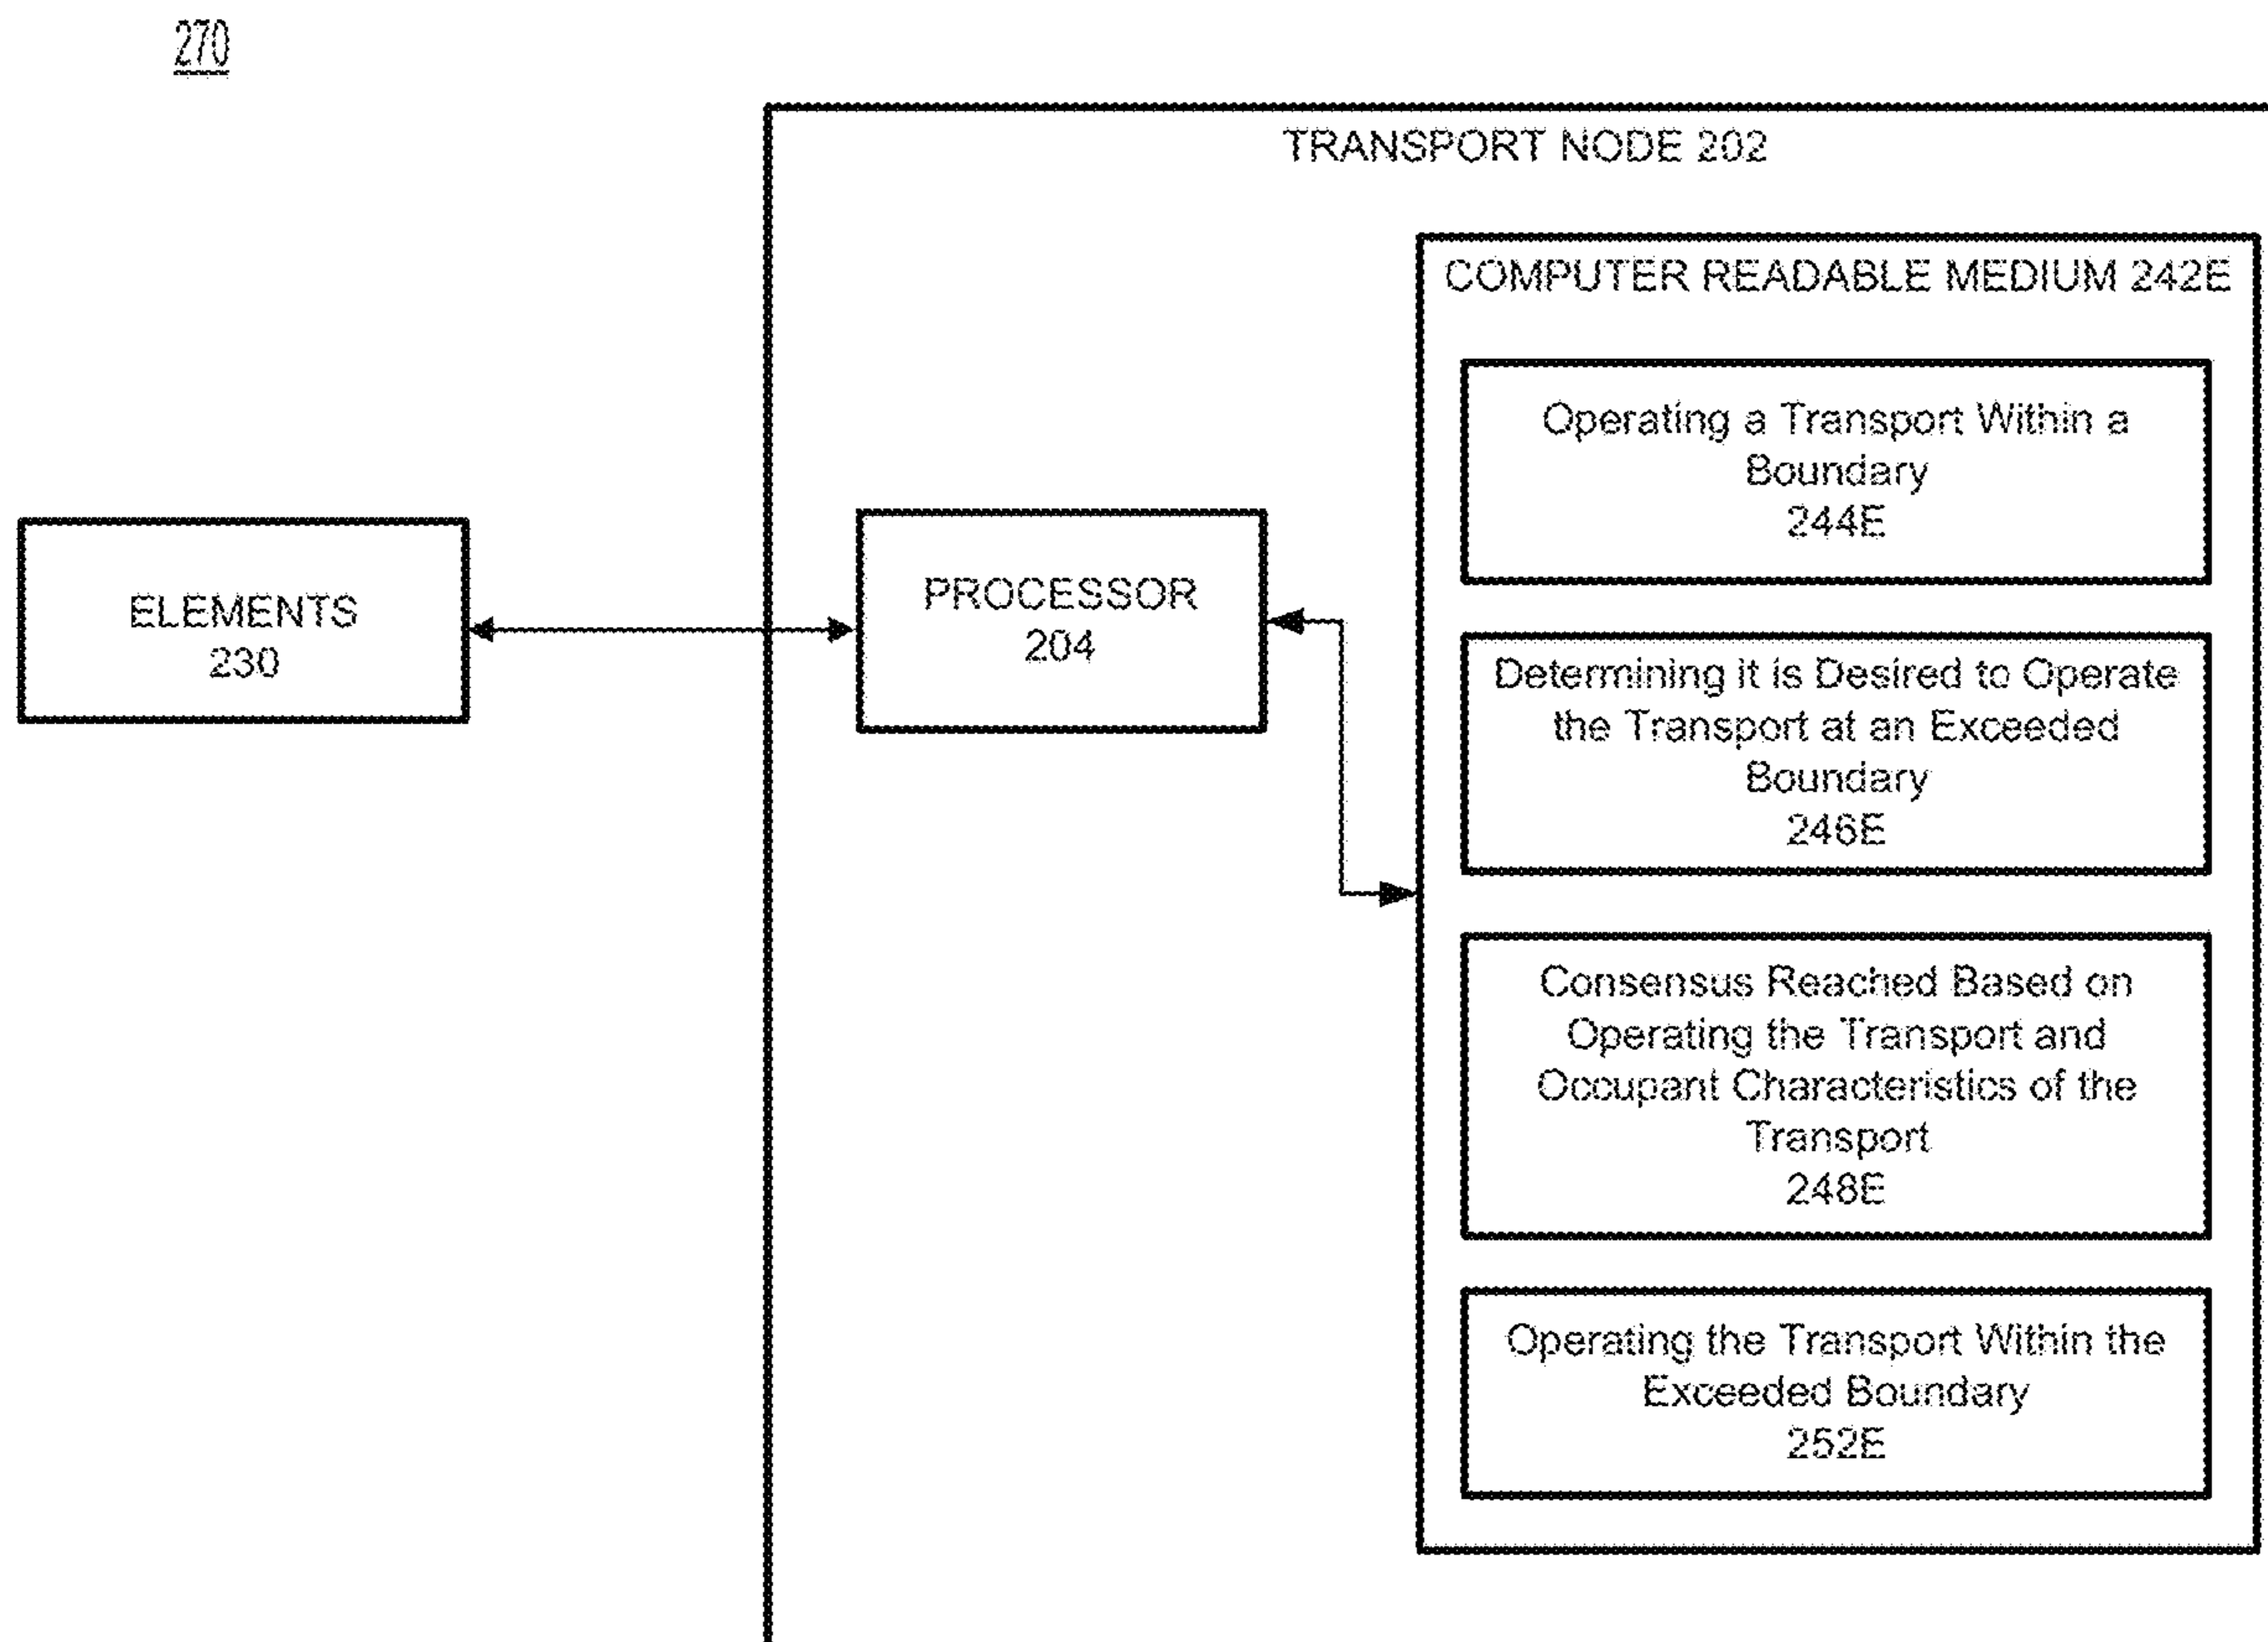 270
TRANSPORT NODE 202
COMPUTER READABLE MEDIUM 242E
Operating a Transport Within a
Boundary
244E
ELEMENTS
230
PROCESSOR
204
Determining it is Desired to Operate
the Transport at an Exceeded
Boundary
246E
Consensus Reached Based on
Operating the Transport and
Occupant Characteristics of the
Transport
248E
Operating the Transport Within the
Exceeded Boundary
252E